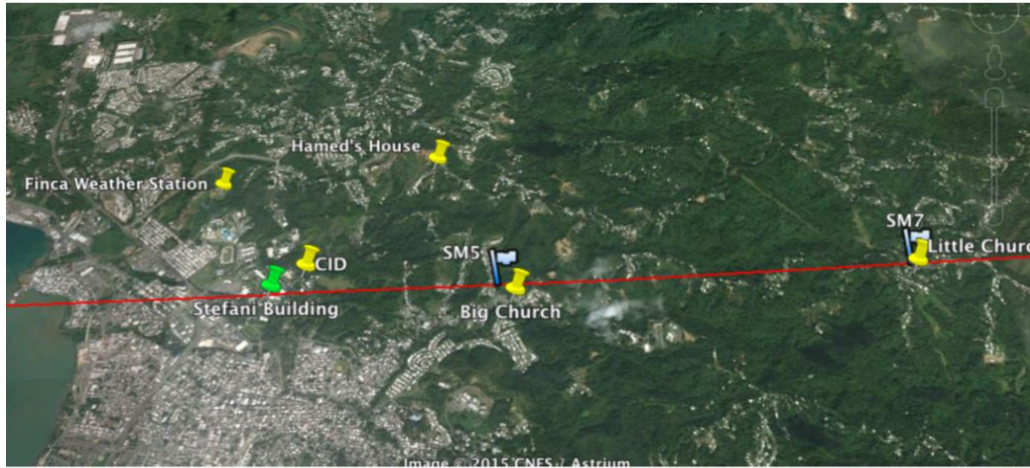 Hamed's House
Finca Weather Station
SM7
Little Churc
SM5
CID
Stefani Building
Big Church
Image © 2015 CNES / Astrium